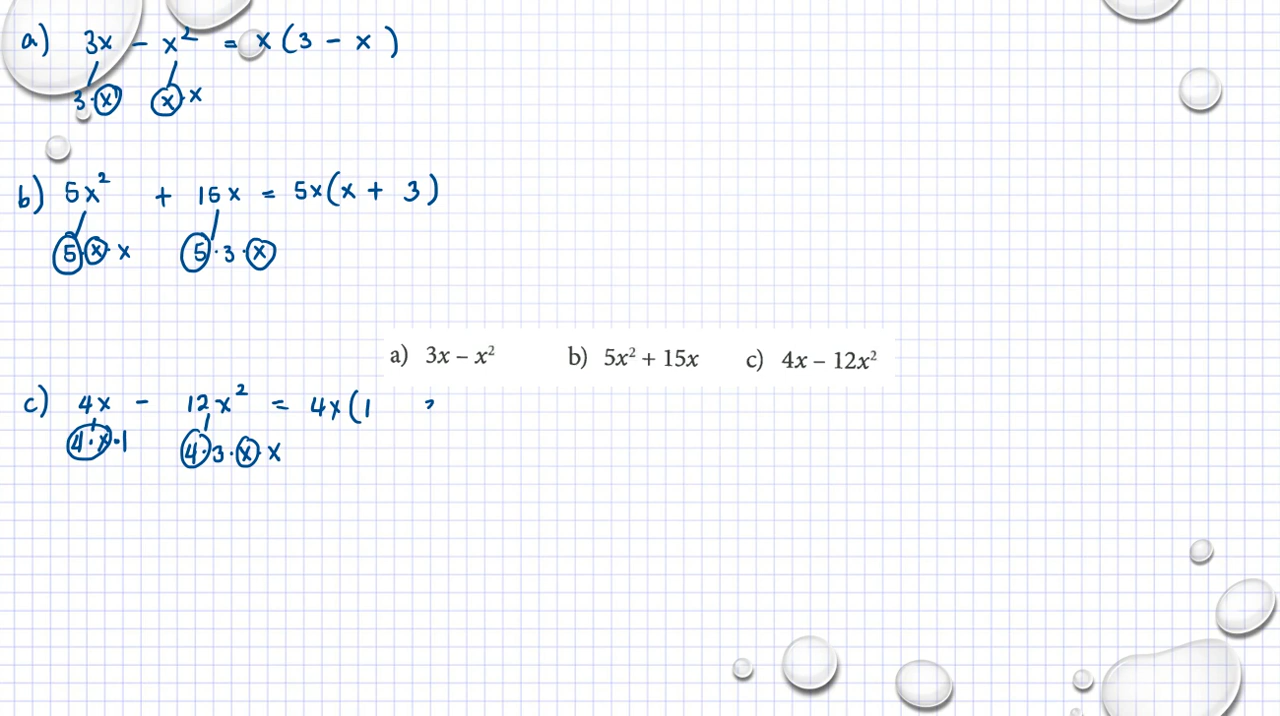 a) 3x - x² = x(3 - x)
3·x x·x
b) 5x² + 15x = 5x(x + 3)
5·x·x 5·3·x
a) 3x – x² b) 5x² + 15x c) 4x – 12x²
c) 4x - 12x² = 4x(1
4·x·1 4·3·x·x